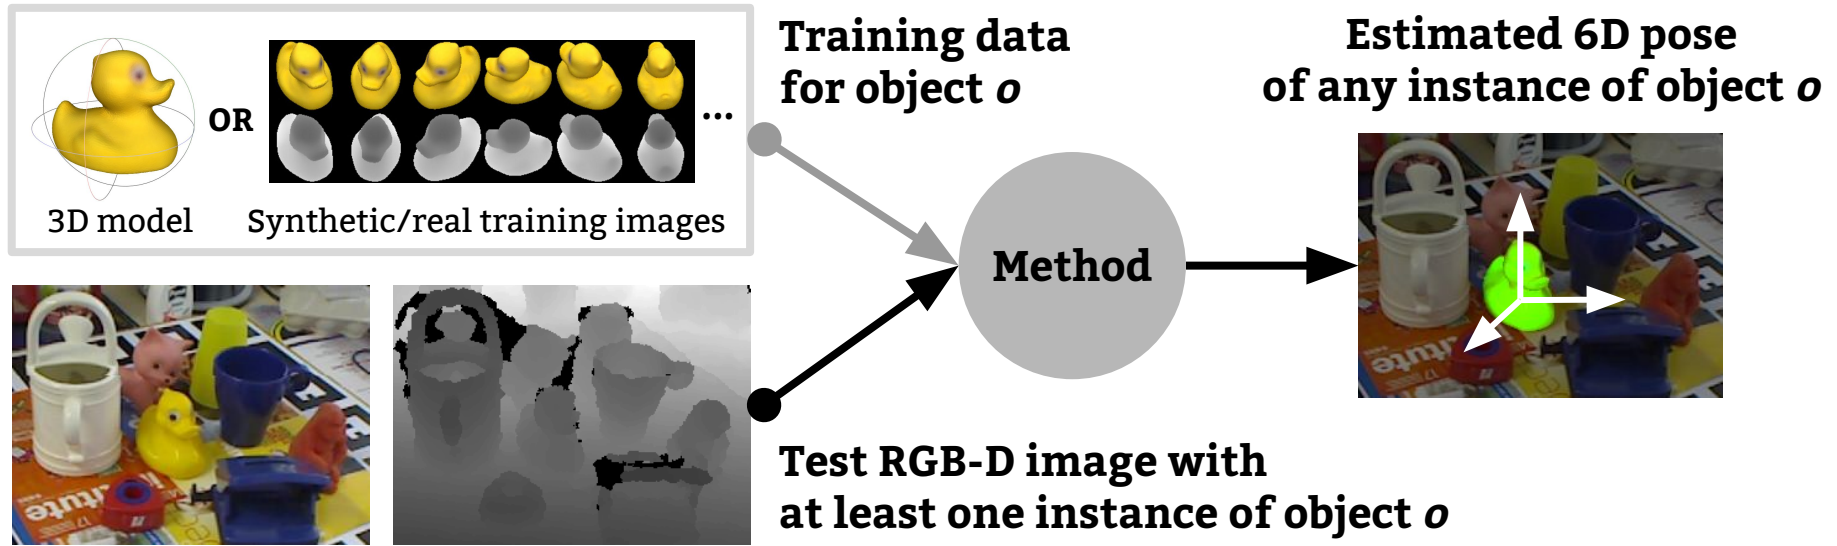 Training data
for object o
OR
...
3D model
Synthetic/real training images
Method
Test RGB-D image with
at least one instance of object o
Estimated 6D pose
of any instance of object o